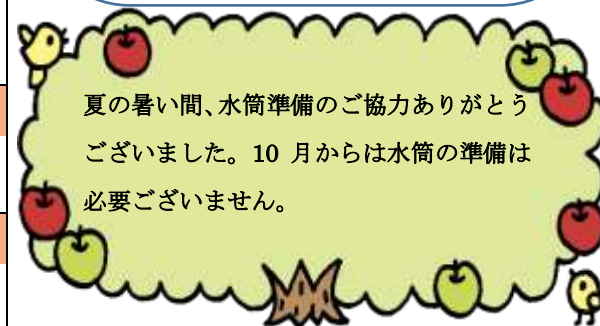 夏の暑い間、水筒準備のご協力ありがとう
ございました。10 月からは水筒の準備は
必要ございません。